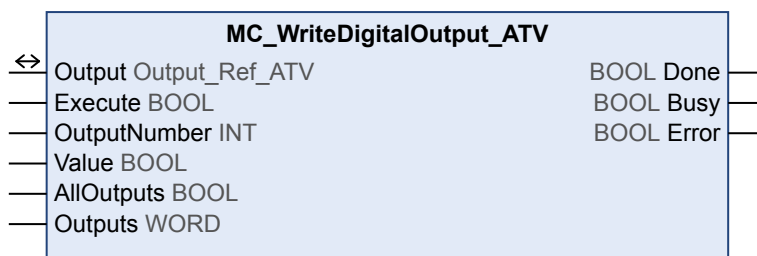 MC_WriteDigitalOutput_ATV
Output Output_Ref_ATV BOOL Done
Execute BOOL BOOL Busy
OutputNumber INT BOOL Error
Value BOOL
AllOutputs BOOL
Outputs WORD